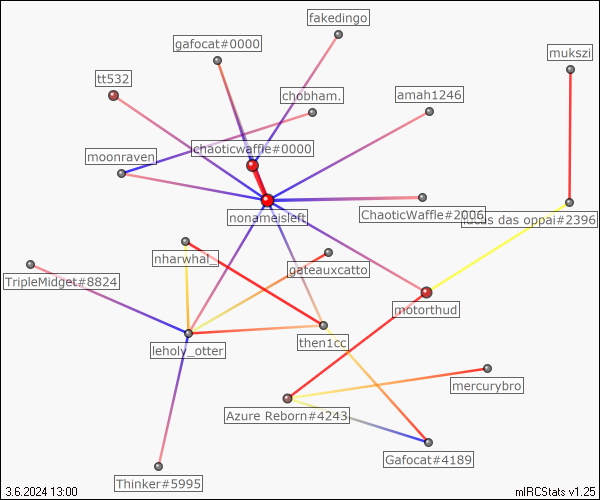 fakedingo
gafocat#0000
mukszi
tt532
chobham.
amah1246
chaoticwaffle#0000
moonraven
nonameisleft
ChaoticWaffle#2006
lucas das oppai#2396
nharwhal_
gateauxcatto
TripleMidget#8824
motorthud
then1cc
leholy_otter
mercurybro
Azure Reborn#4243
Gafocat#4189
Thinker#5995
3.6.2024 13:00
mIRCStats v1.25